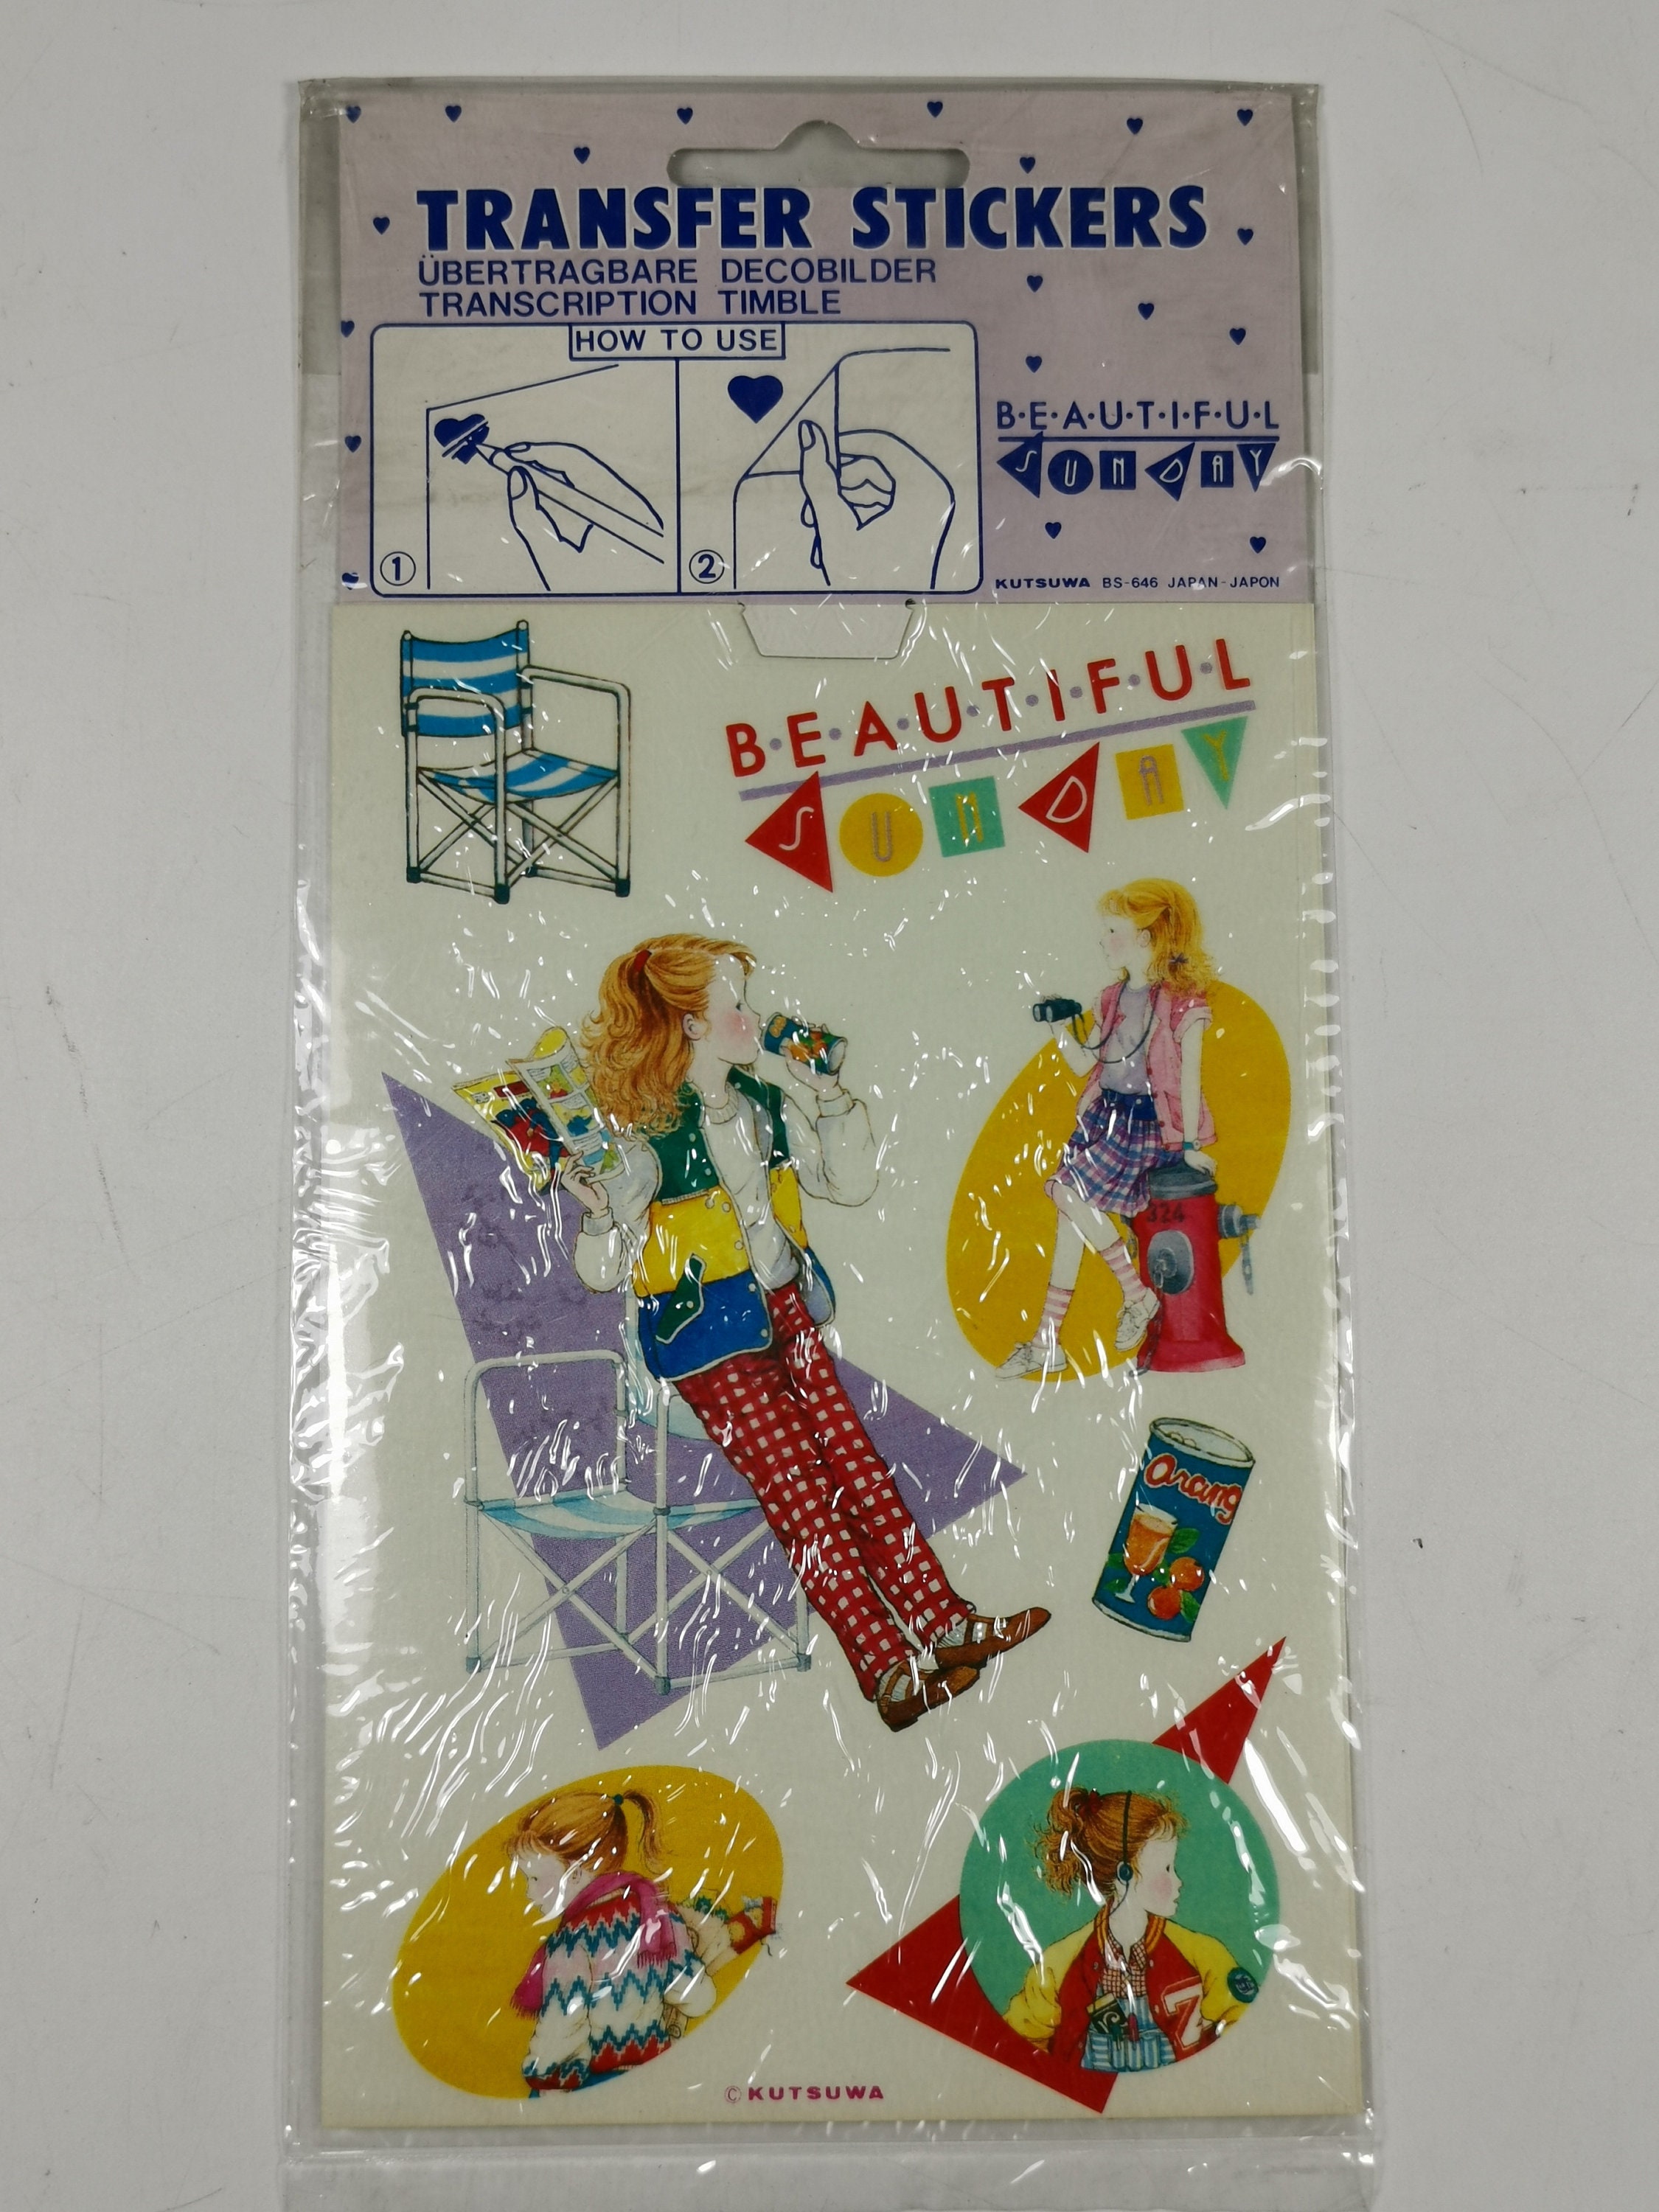 TRANSFER STICKERS
ÜBERTRAGBARE DECOBILDER
TRANSCRIPTION TIMBLE
HOW TO USE
1
2
B·E·A·U·T·I·F·U·L
SUNDAY
KUTSUWA BS-646 JAPAN-JAPON
B·E·A·U·T·I·F·U·L
SUNDAY
324
Orang
Z
© KUTSUWA